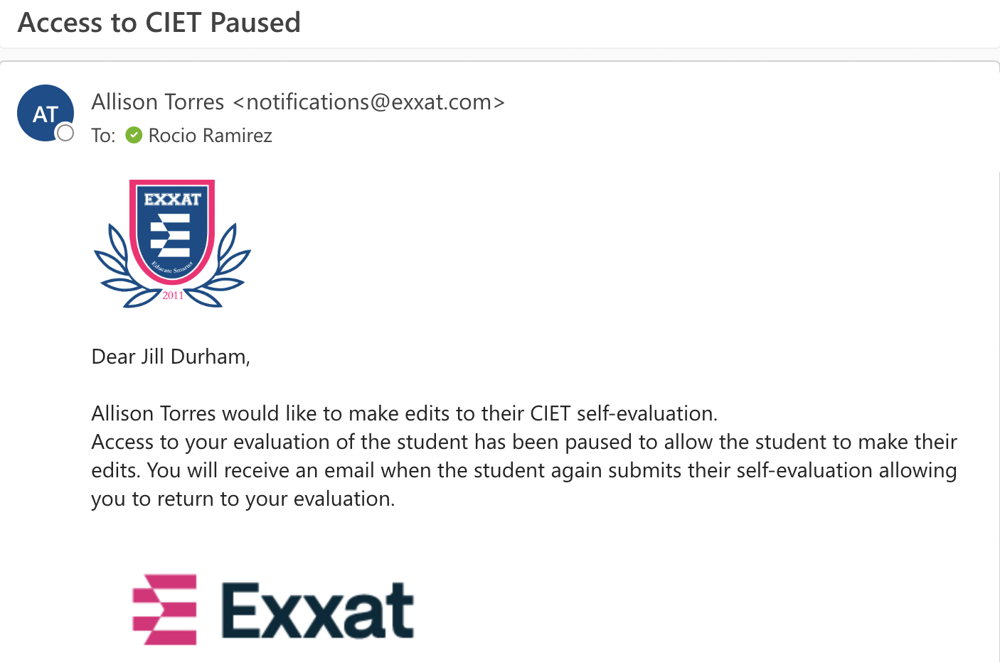 Access to CIET Paused
AT
Allison Torres <notifications@exxat.com>
To: Rocio Ramirez
EXXAT
Educate Smarter
2011
Dear Jill Durham,
Allison Torres would like to make edits to their CIET self-evaluation.
Access to your evaluation of the student has been paused to allow the student to make their
edits. You will receive an email when the student again submits their self-evaluation allowing
you to return to your evaluation.
Exxat